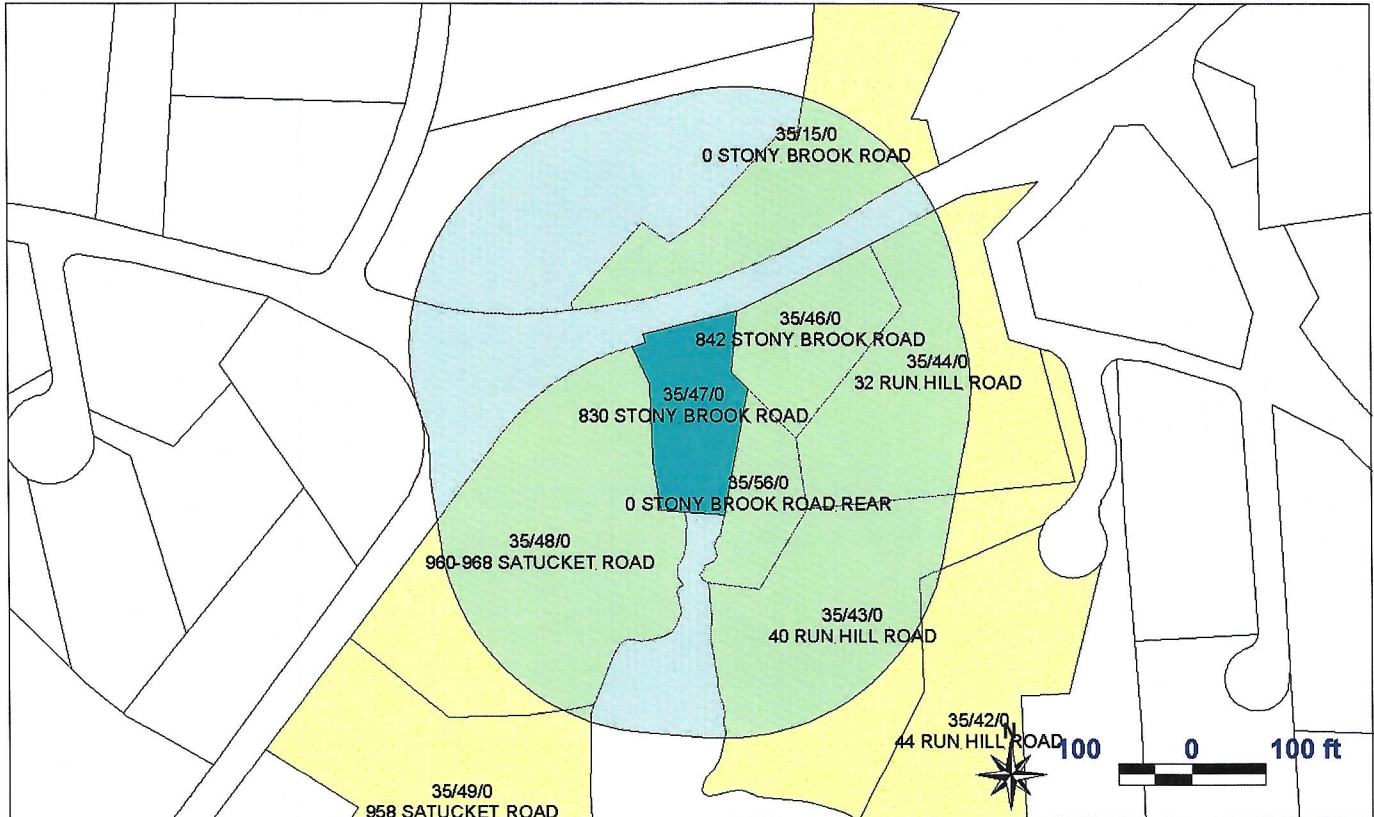 35/15/0
0 STONY BROOK ROAD
35/46/0
842 STONY BROOK ROAD
35/44/0
32 RUN HILL ROAD
35/47/0
830 STONY BROOK ROAD
35/56/0
0 STONY BROOK ROAD REAR
35/48/0
960-968 SATUCKET ROAD
35/43/0
40 RUN HILL ROAD
35/42/0
44 RUN HILL ROAD
N
100 0 100 ft
35/49/0
958 SATUCKET ROAD